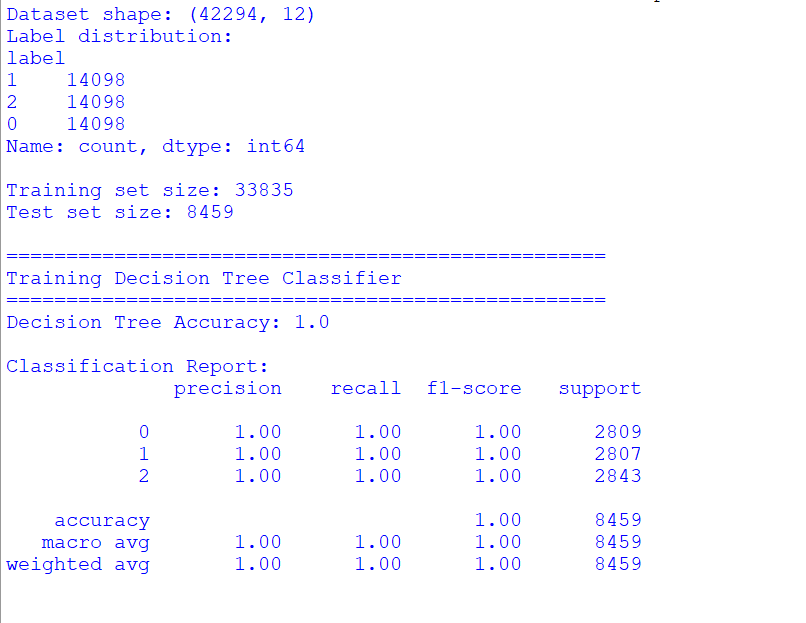 Dataset shape: (42294, 12)
Label distribution:
label
1    14098
2    14098
0    14098
Name: count, dtype: int64
Training set size: 33835
Test set size: 8459
==================================================
Training Decision Tree Classifier
==================================================
Decision Tree Accuracy: 1.0
Classification Report:
              precision    recall  f1-score   support
           0       1.00      1.00      1.00      2809
           1       1.00      1.00      1.00      2807
           2       1.00      1.00      1.00      2843
    accuracy                           1.00      8459
   macro avg       1.00      1.00      1.00      8459
weighted avg       1.00      1.00      1.00      8459